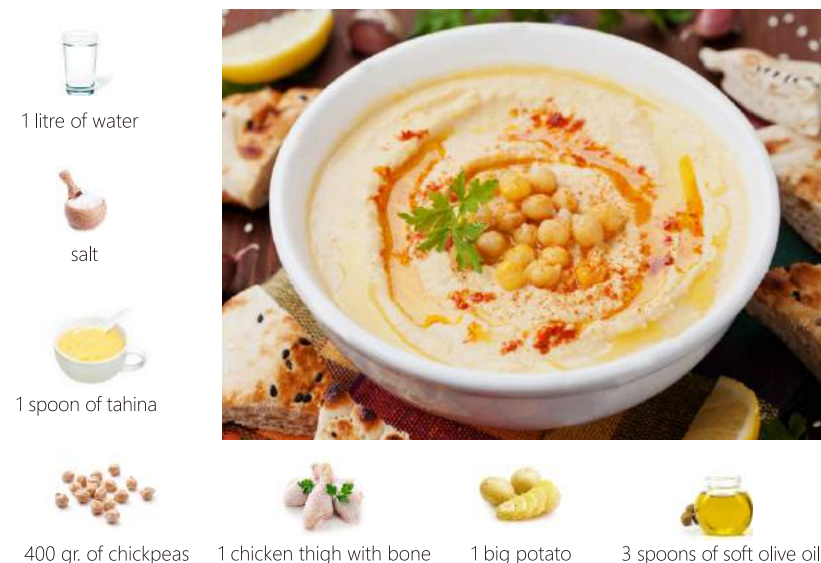 1 litre of water
salt
1 spoon of tahina
400 gr. of chickpeas
1 chicken thigh with bone
1 big potato
3 spoons of soft olive oil